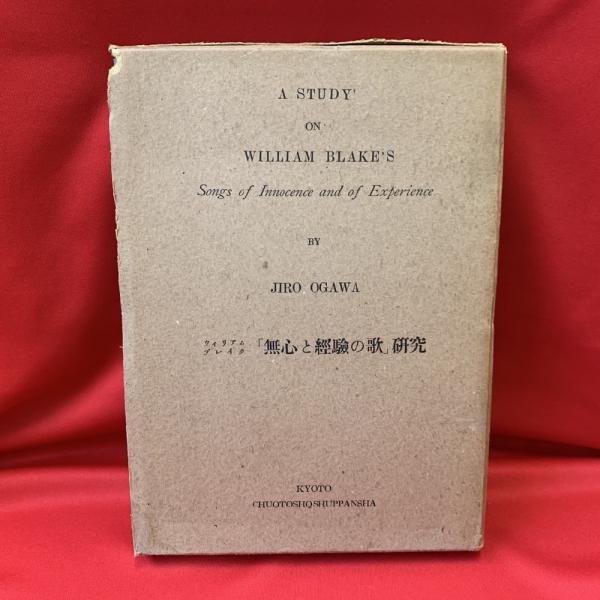 A STUDY
ON
WILLIAM BLAKE'S
Songs of Innocence and of Experience
BY
JIRO OGAWA
ウィリアム
ブレイク
「無心と經驗の歌」研究
KYOTO
CHUOTOSHOSHUPPANSHA